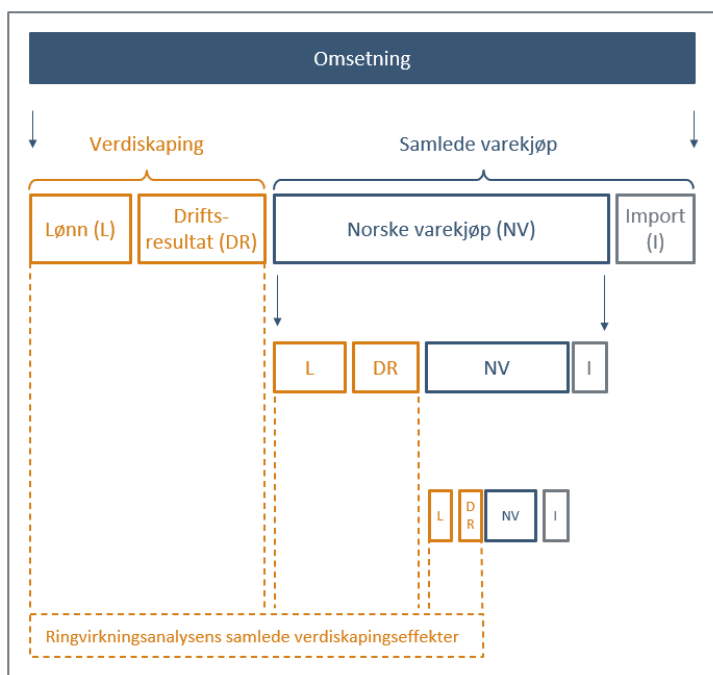 Omsetning
Verdiskaping
Samlede varekjøp
Lønn (L)
Drifts-
resultat (DR)
Norske varekjøp (NV)
Import
(I)
L
DR
NV
I
L
D
R
NV
I
Ringvirkningsanalysens samlede verdiskapingseffekter